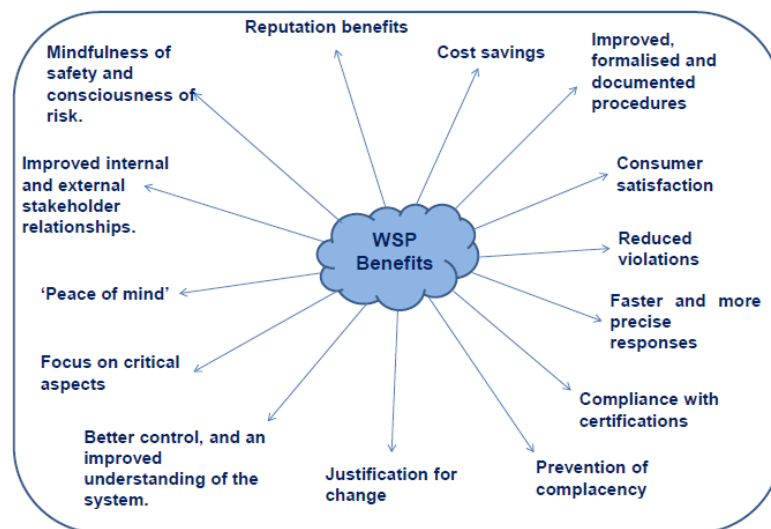 Reputation benefits
Cost savings
Improved,
formalised and
documented
procedures
Mindfulness of
safety and
consciousness of
risk.
Improved internal
and external
stakeholder
relationships.
Consumer
satisfaction
WSP
Benefits
Reduced
violations
‘Peace of mind’
Faster and more
precise
responses
Focus on critical
aspects
Compliance with
certifications
Better control, and an
improved
understanding of the
system.
Justification for
change
Prevention of
complacency